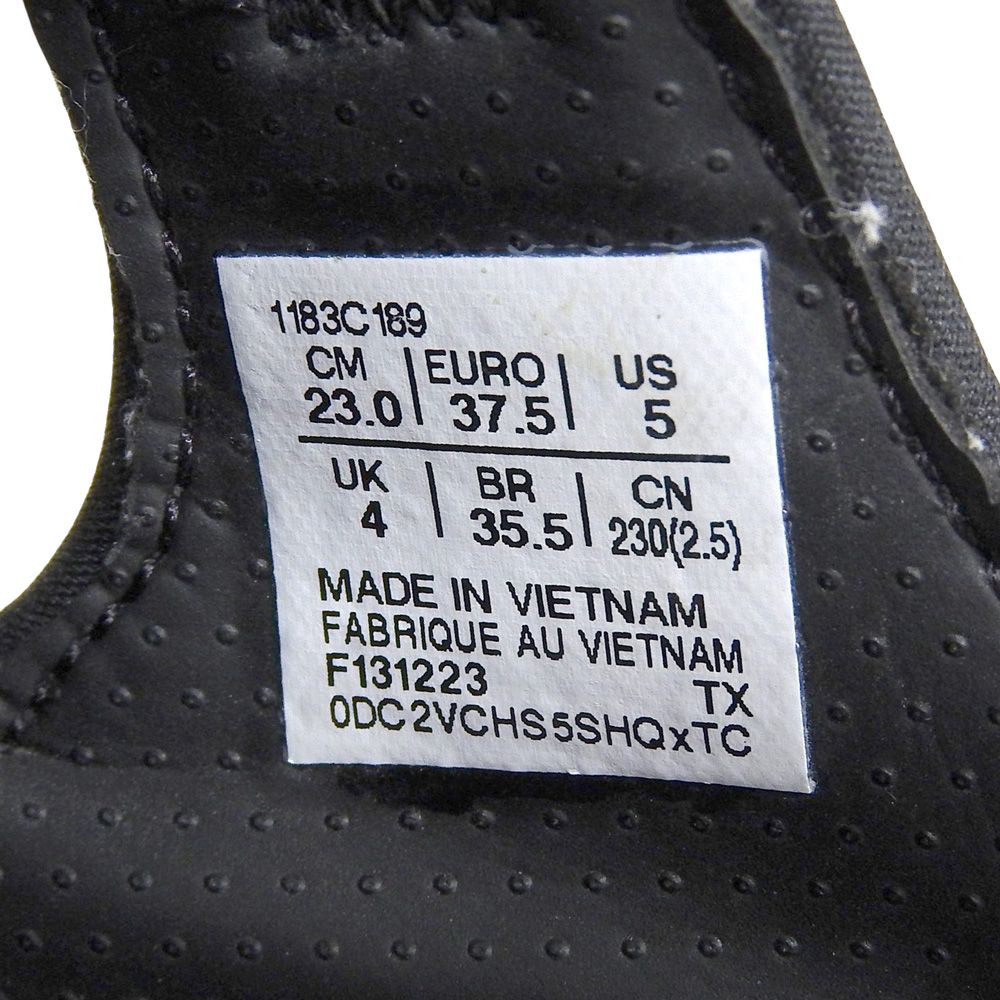 1183C189
CM | EURO | US
23.0 | 37.5 | 5
UK | BR | CN
4 | 35.5 | 230(2.5)
MADE IN VIETNAM
FABRIQUE AU VIETNAM
F131223 TX
0DC2VCHS5SHQxTC